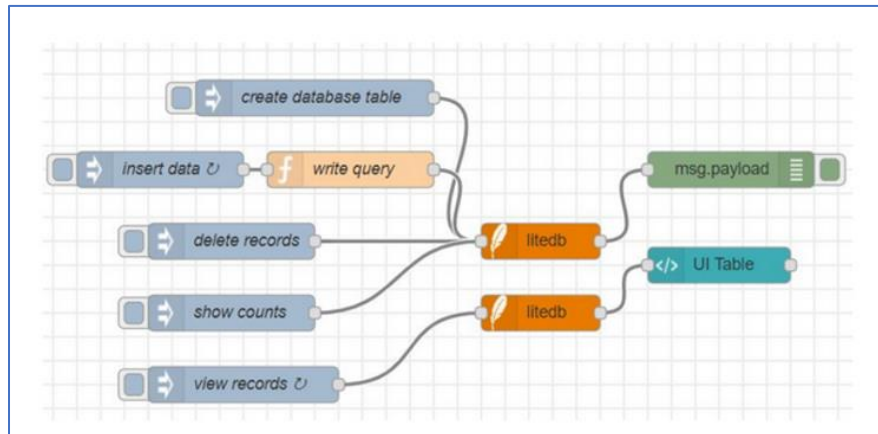 create database table
insert data ↻
write query
msg.payload
delete records
litedb
UI Table
show counts
litedb
view records ↻